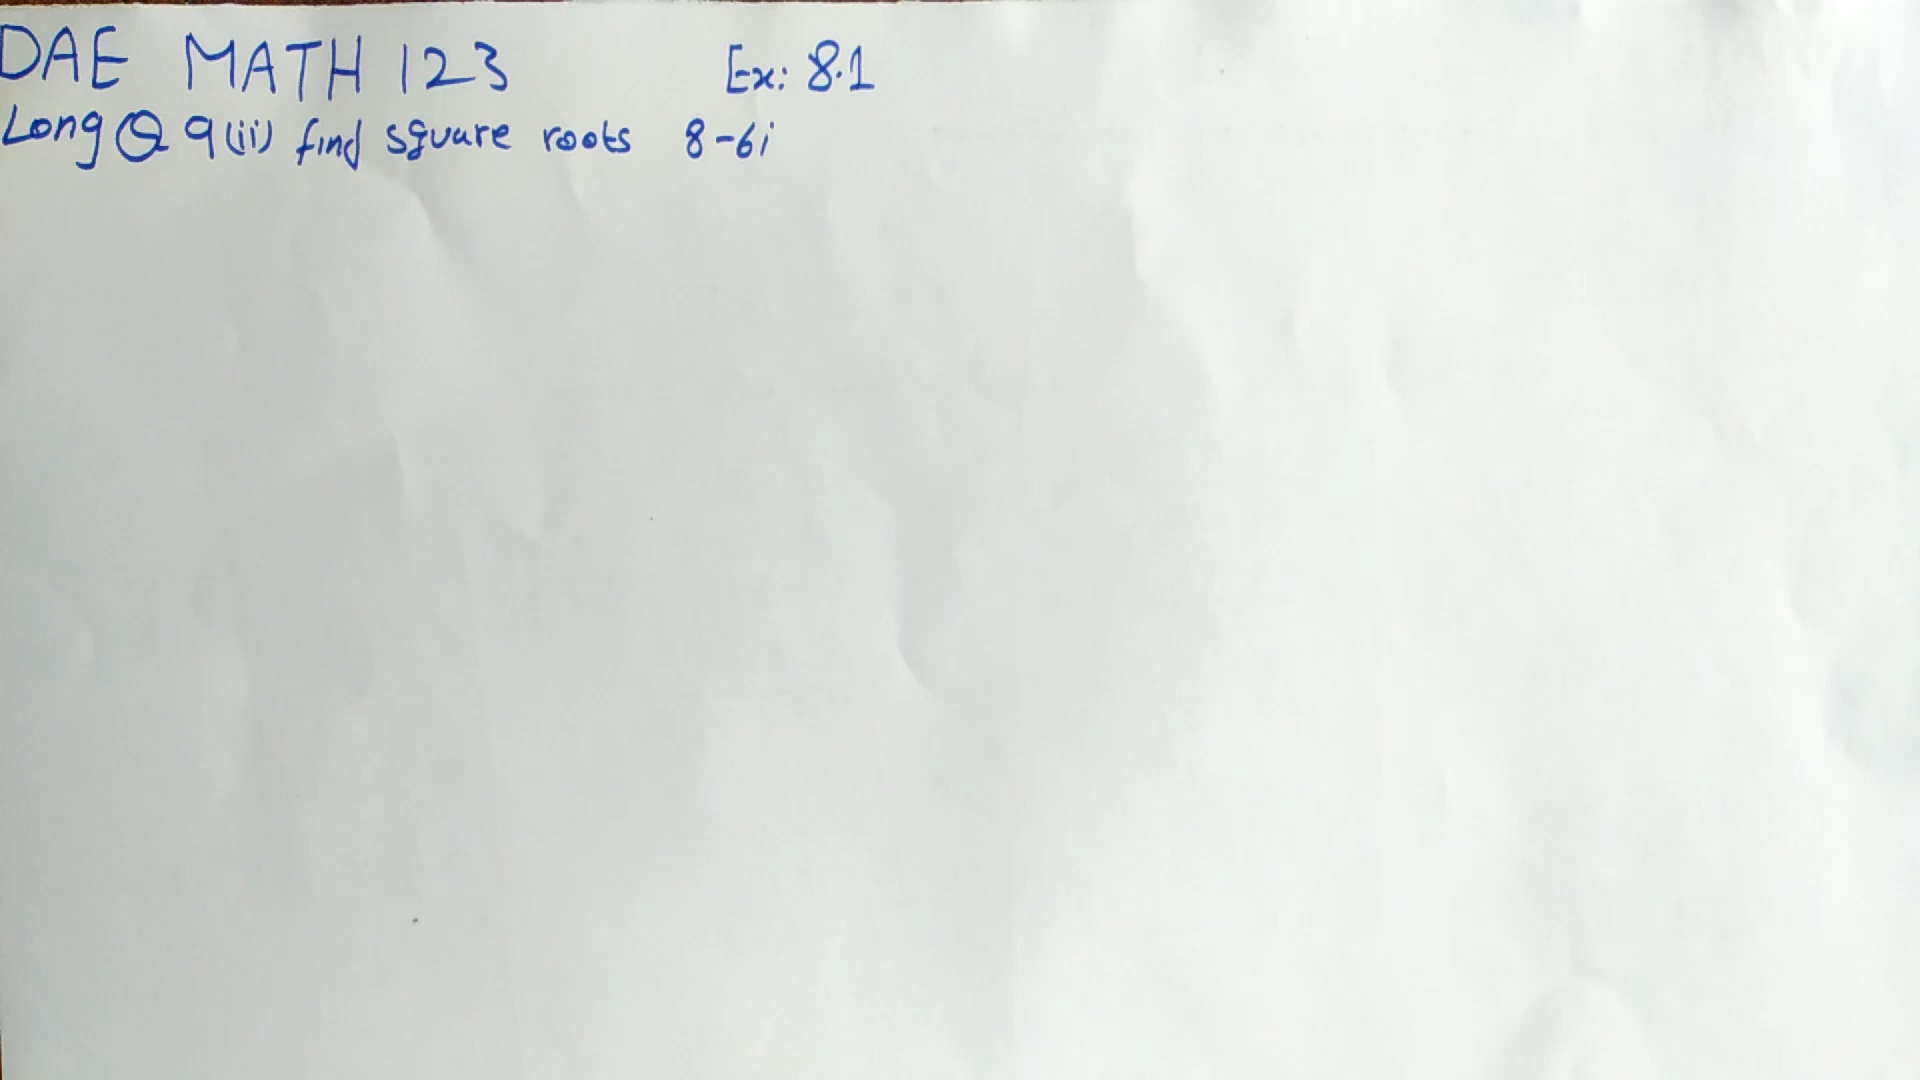 DAE MATH 123 Ex: 8.1
Long Q 9(ii) find square roots 8-6i